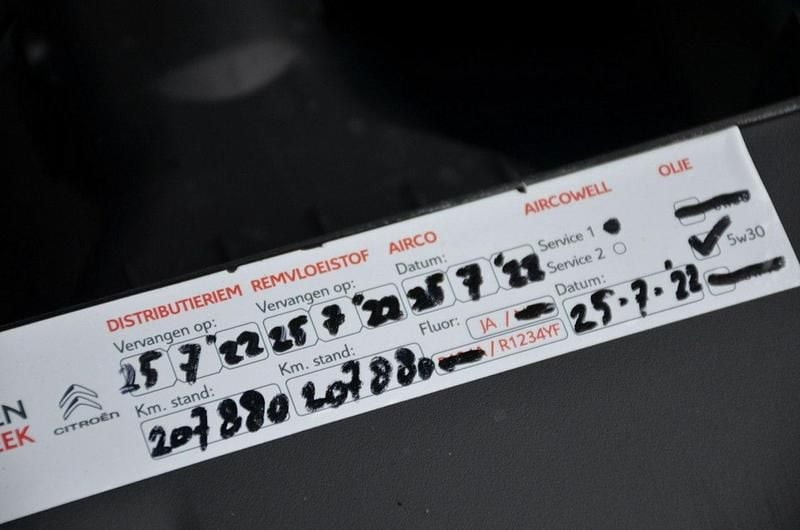 DISTRIBUTIERIEM REMVLOEISTOF AIRCO AIRCOWELL OLIE
Vervangen op: Vervangen op: Datum: Service 1
25 7 '22 25 7 '22 25 7 '22 Service 2 5w30
Km. stand: Km. stand: Fluor: JA / Datum:
207880 207880 / R1234YF 25-7-'22
CITROËN
EN
EEK